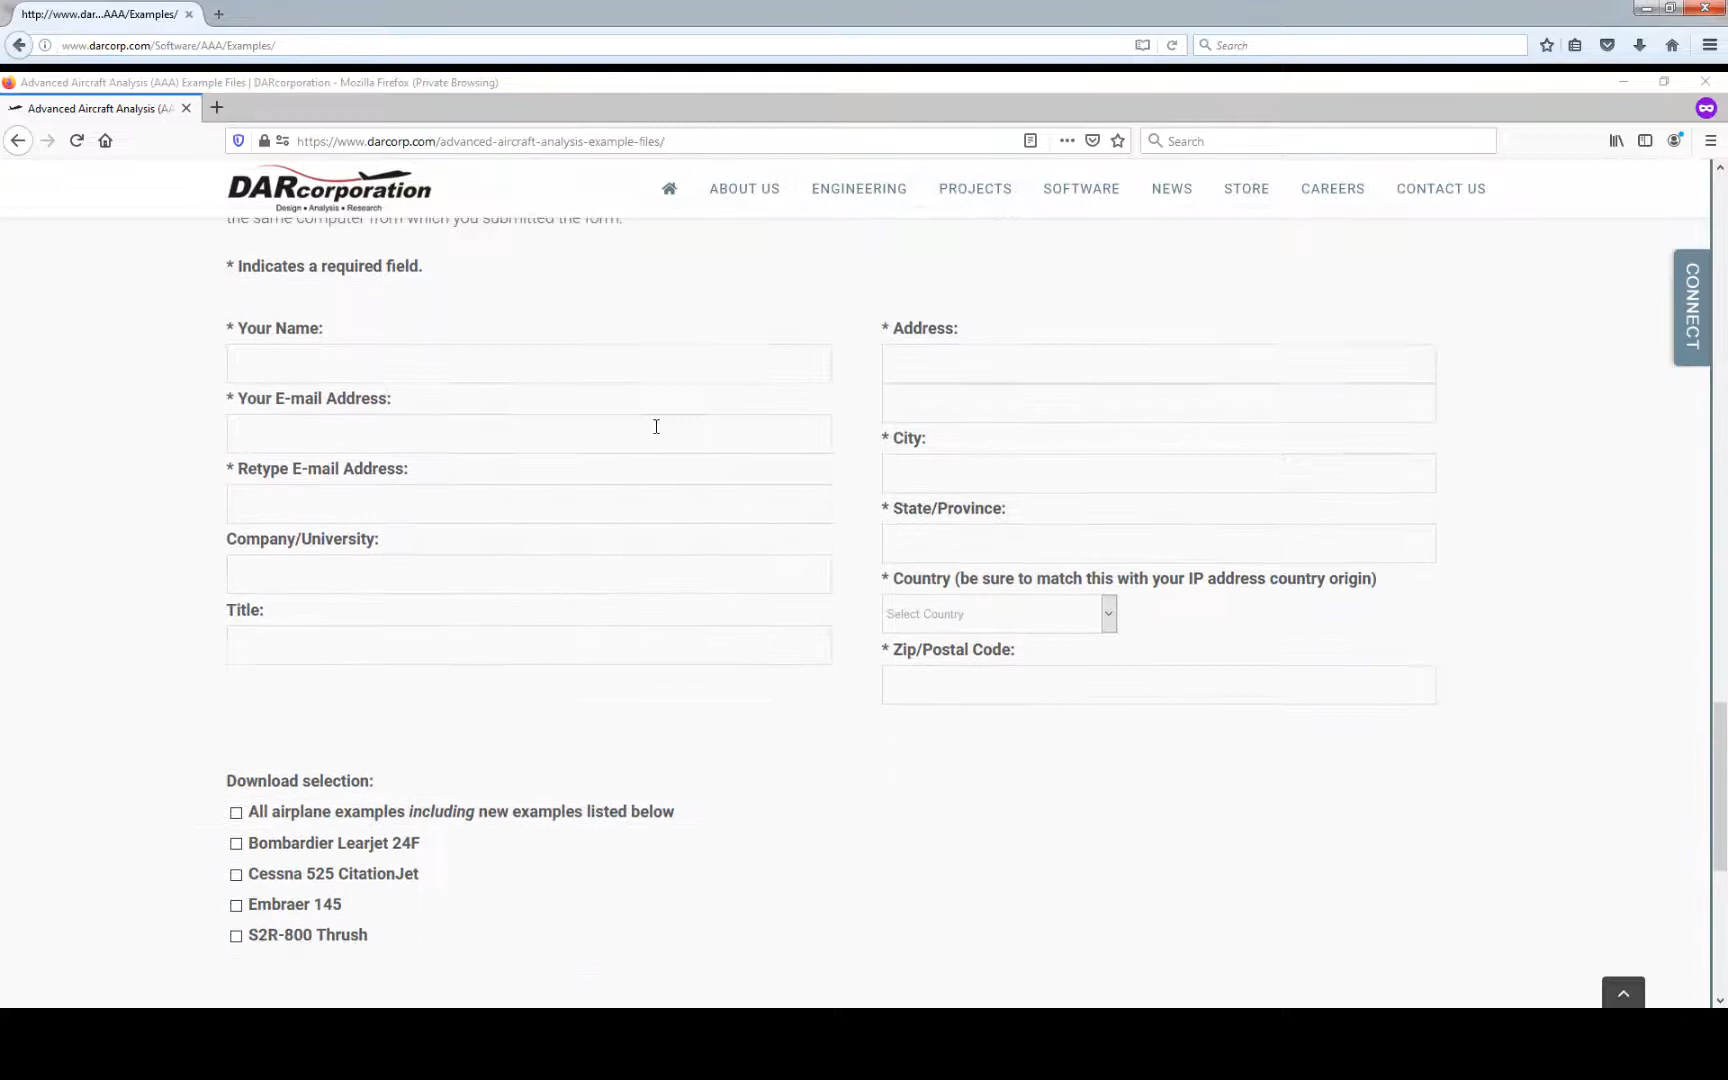 http://www.dar...AAA/Examples/
www.darcorp.com/Software/AAA/Examples/
Search
Advanced Aircraft Analysis (AAA) Example Files | DARcorporation - Mozilla Firefox (Private Browsing)
Advanced Aircraft Analysis (AA
https://www.darcorp.com/advanced-aircraft-analysis-example-files/
Search
DARcorporation
Design • Analysis • Research
ABOUT US
ENGINEERING
PROJECTS
SOFTWARE
NEWS
STORE
CAREERS
CONTACT US
the same computer from which you submitted the form.
CONNECT
* Indicates a required field.
* Your Name:
* Your E-mail Address:
* Retype E-mail Address:
Company/University:
Title:
* Address:
* City:
* State/Province:
* Country (be sure to match this with your IP address country origin)
Select Country
* Zip/Postal Code:
Download selection:
All airplane examples including new examples listed below
Bombardier Learjet 24F
Cessna 525 CitationJet
Embraer 145
S2R-800 Thrush